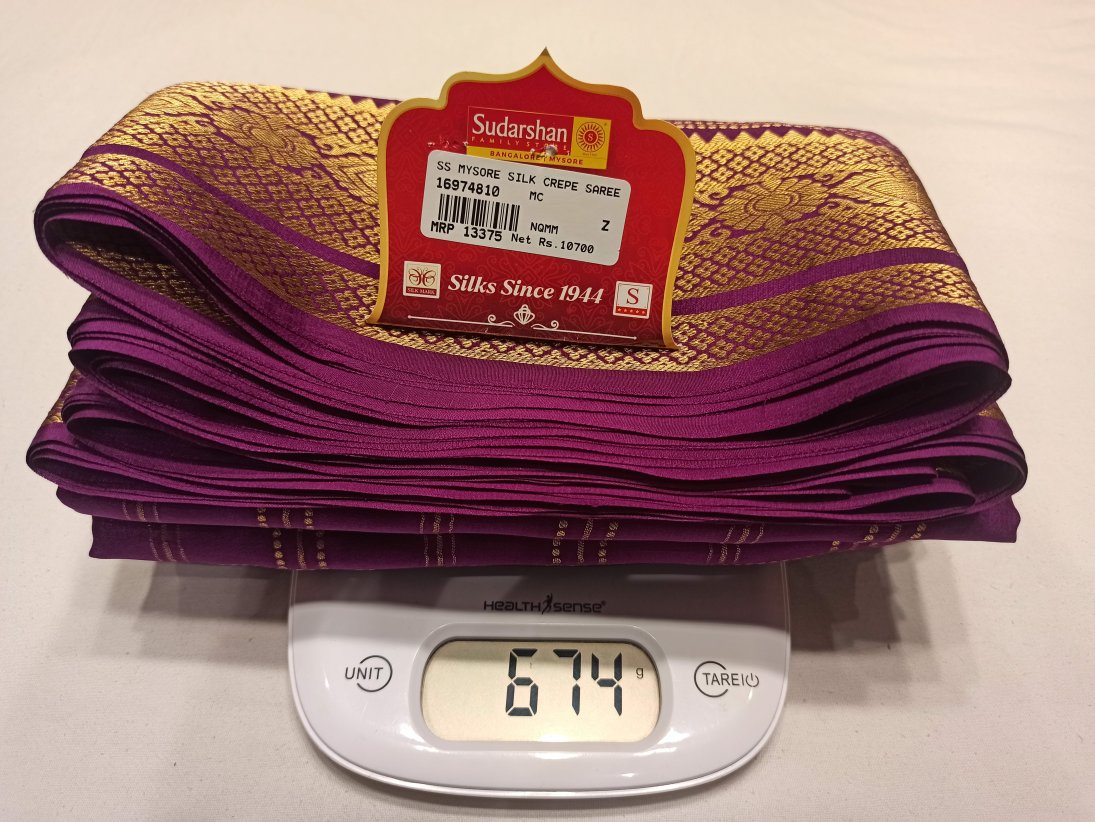 Sudarshan
FAMILY STORE
BANGALORE / MYSORE
SS MYSORE SILK CREPE SAREE
16974810 MC
NQMM Z
MRP 13375 Net Rs.10700
SILK MARK
Silks Since 1944
S
HEALTH SENSE®
UNIT
674 g
TARE